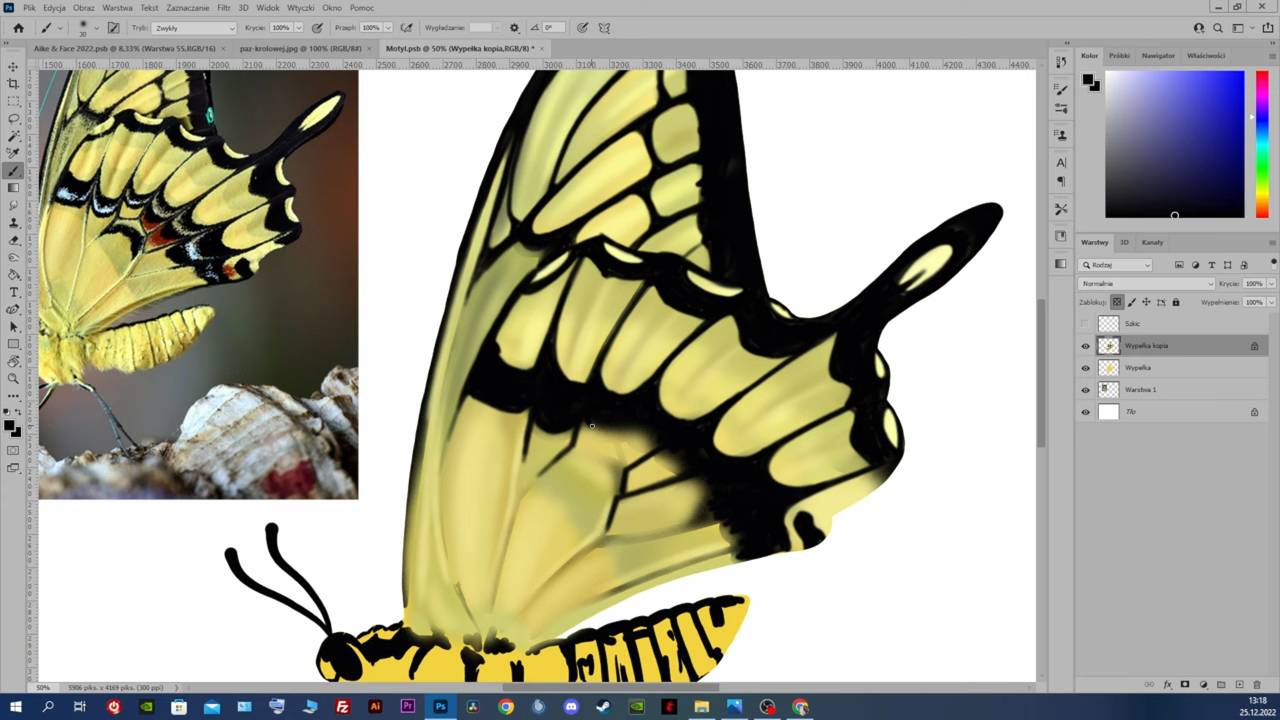 Plik Edycja Obraz Warstwa Tekst Zaznaczanie Filtr 3D Widok Wtyczki Okno Pomoc
30 Tryb: Zwykły Krycie: 100% Przepł.: 100% Wygładzanie: 0°
Aike & Face 2022.psb @ 8,33% (Warstwa 55,RGB/16) × paz-krolowej.jpg @ 100% (RGB/8#) × Motyl.psb @ 50% (Wypełka kopia,RGB/8) * ×
1500 1600 1700 1800 1900 2000 2100 2200 2300 2400 2500 2600 2700 2800 2900 3000 3100 3200 3300 3400 3500 3600 3700 3800 3900 4000 4100 4200 4300 4400
Kolor Próbki Nawigator Właściwości
Warstwy 3D Kanały
Rodzaj
Normalnie Krycie: 100%
Zablokuj: Wypełnienie: 100%
Szkic
Wypełka kopia
Wypełka
Warstwa 1
Tło
50% 5906 piks. x 4169 piks. (300 ppi)
13:18
25.12.2022